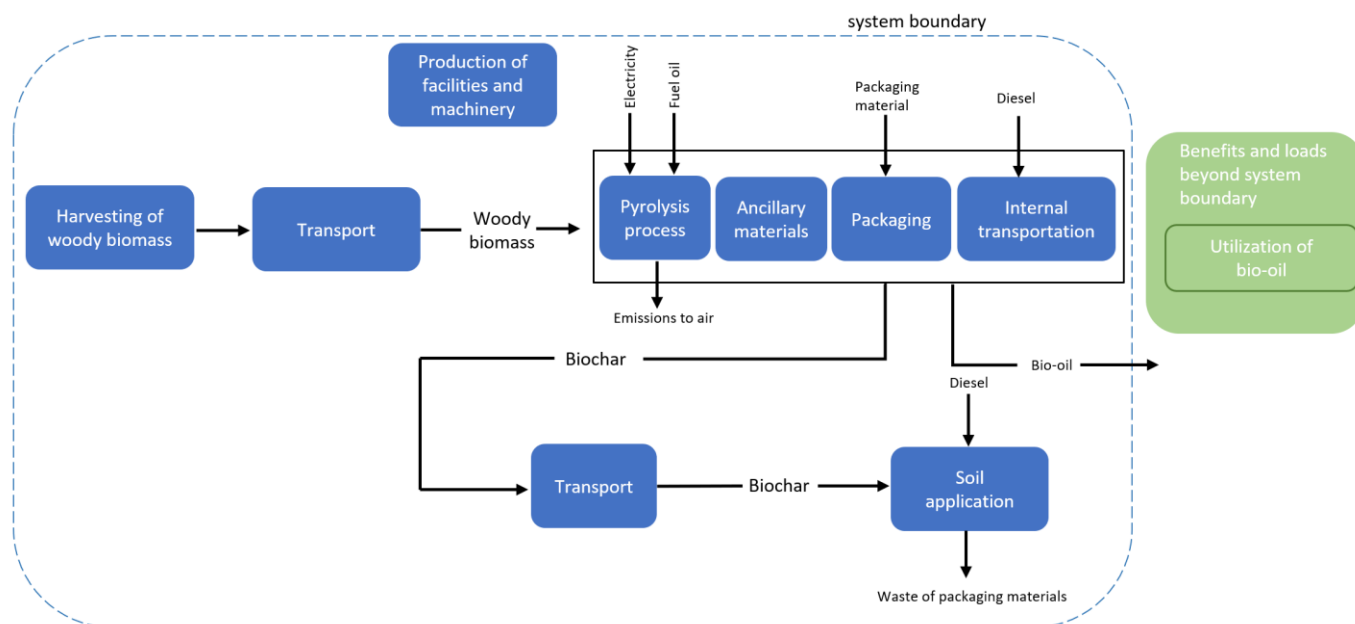 system boundary
Production of
facilities and
machinery
Electricity
Fuel oil
Packaging
material
Diesel
Harvesting of
woody biomass
Transport
Woody
biomass
Pyrolysis
process
Ancillary
materials
Packaging
Internal
transportation
Benefits and loads
beyond system
boundary
Utilization of
bio-oil
Emissions to air
Biochar
Bio-oil
Diesel
Transport
Biochar
Soil
application
Waste of packaging materials